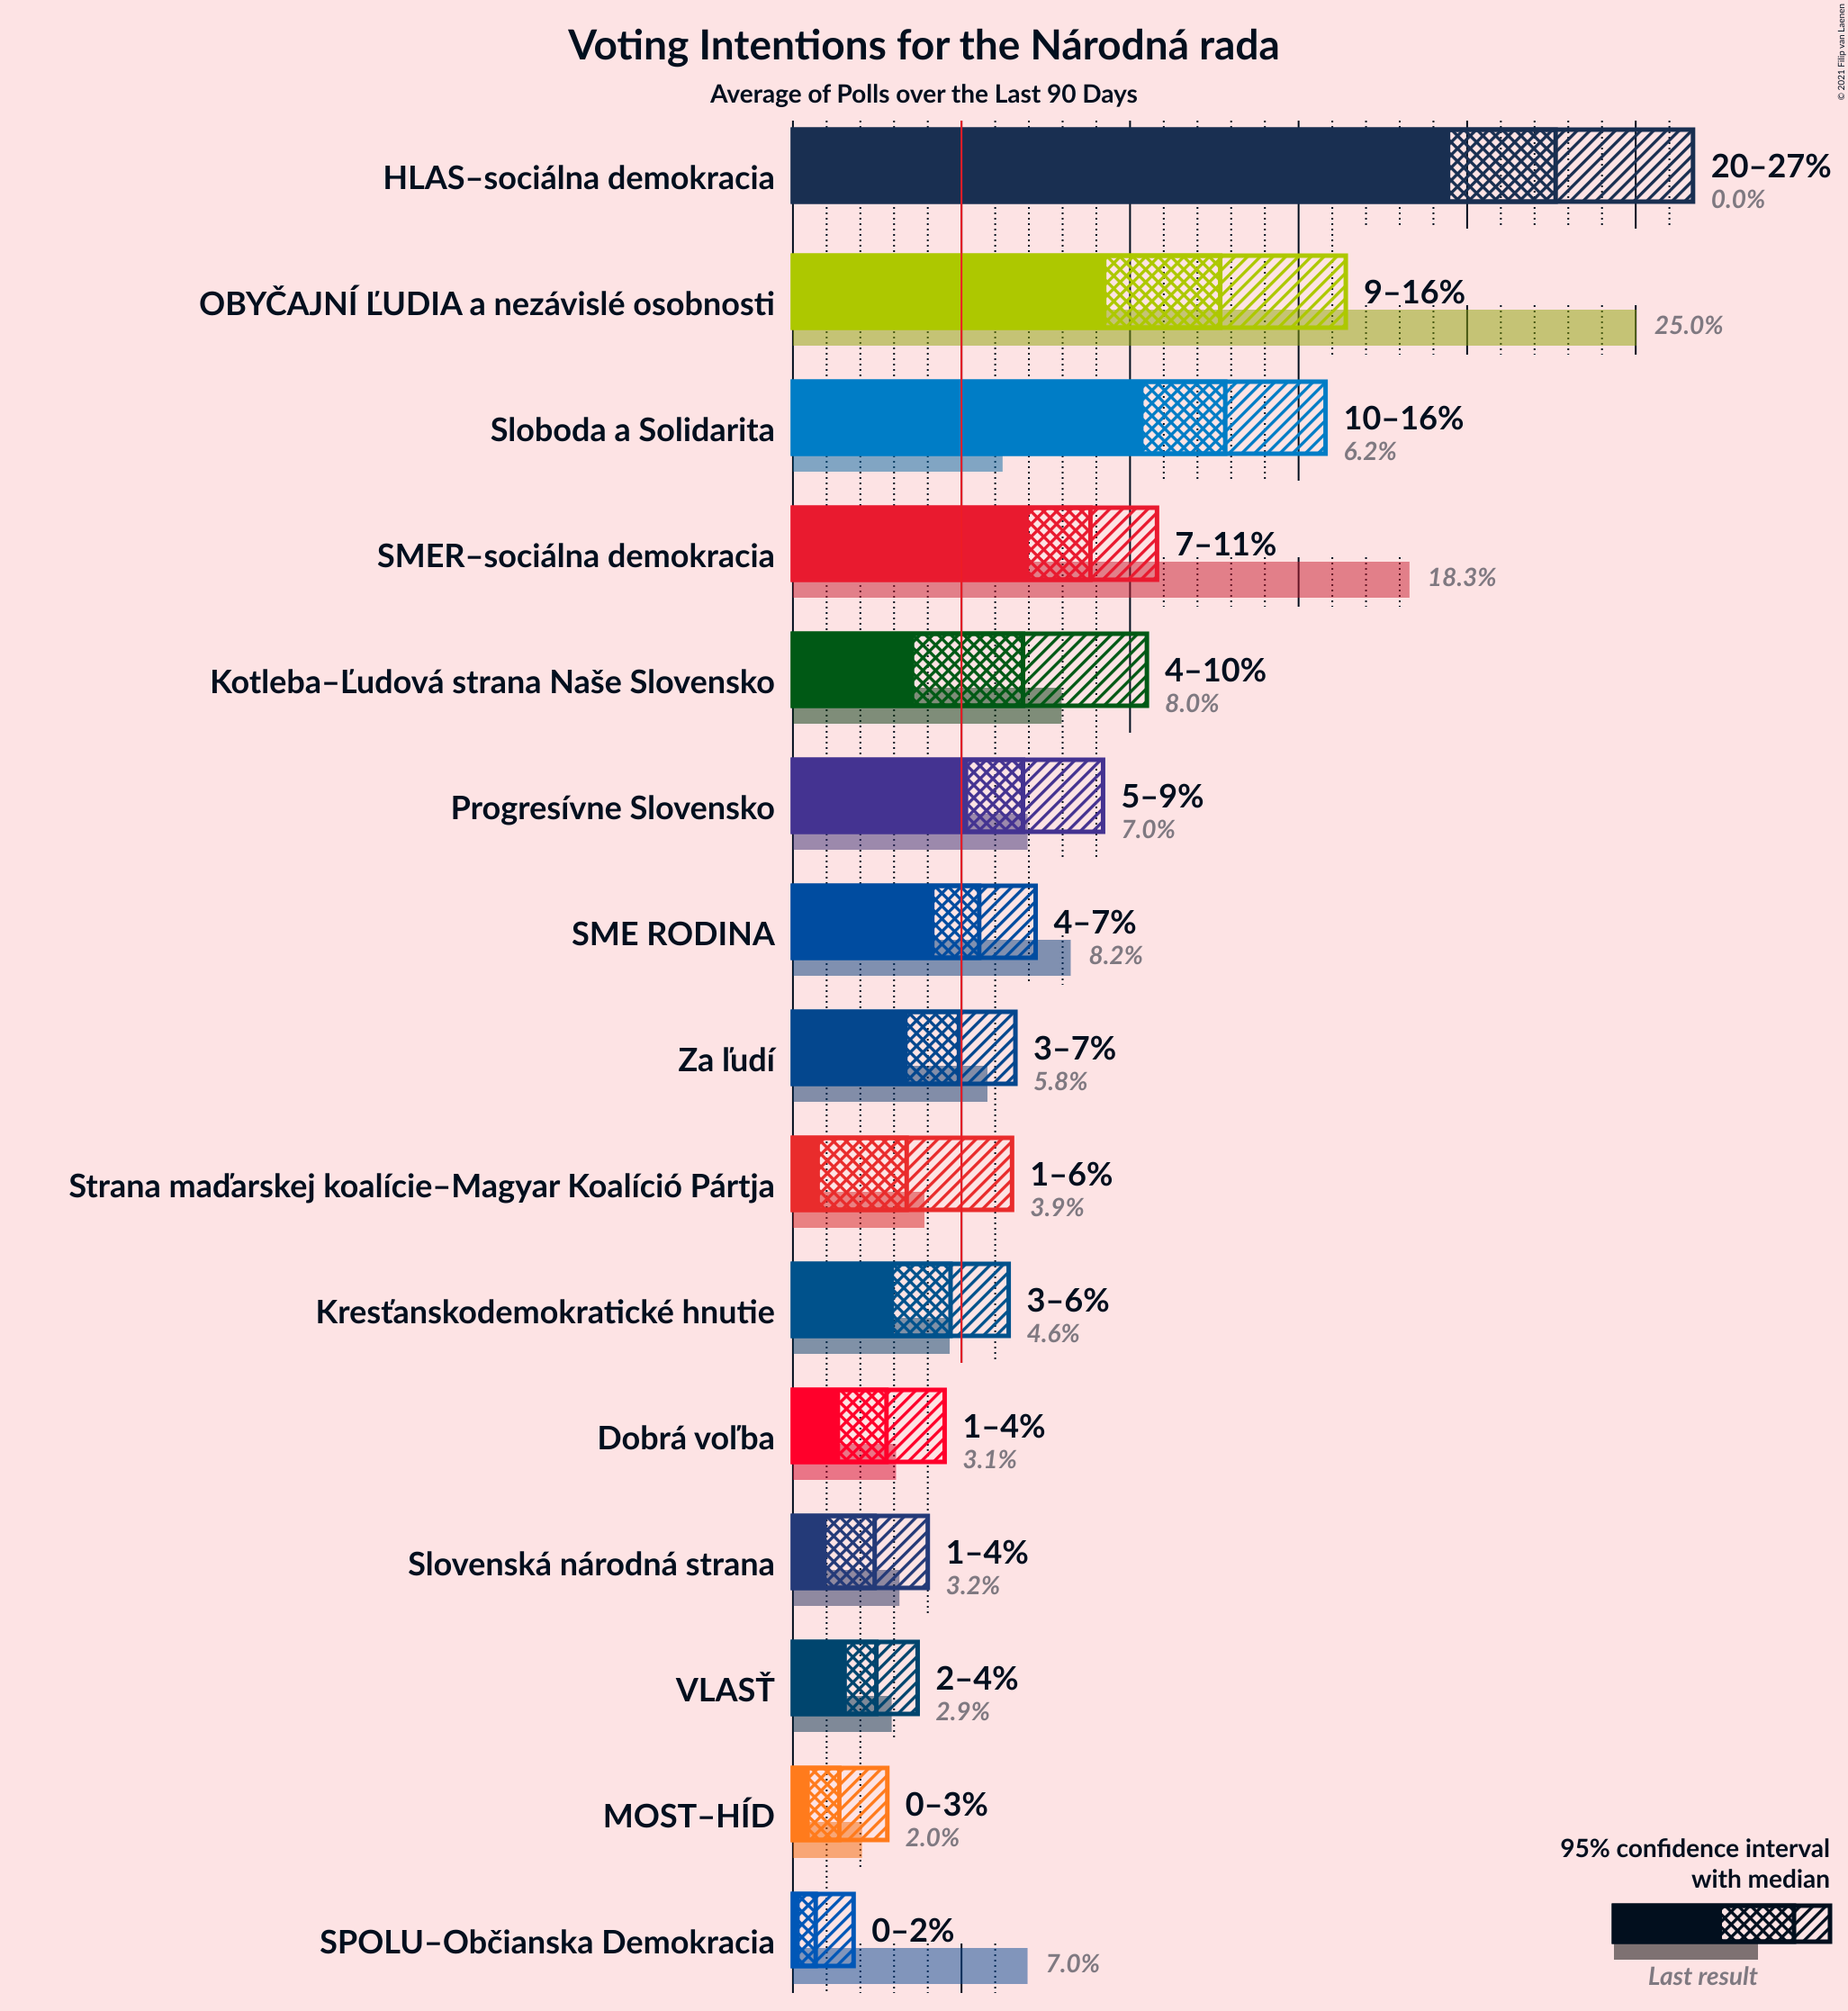 © 2021 Filip van Laenen
Voting Intentions for the Národná rada
Average of Polls over the Last 90 Days
HLAS–sociálna demokracia
20–27%
0.0%
OBYČAJNÍ ĽUDIA a nezávislé osobnosti
9–16%
25.0%
Sloboda a Solidarita
10–16%
6.2%
SMER–sociálna demokracia
7–11%
18.3%
Kotleba–Ľudová strana Naše Slovensko
4–10%
8.0%
Progresívne Slovensko
5–9%
7.0%
SME RODINA
4–7%
8.2%
Za ľudí
3–7%
5.8%
Strana maďarskej koalície–Magyar Koalíció Pártja
1–6%
3.9%
Kresťanskodemokratické hnutie
3–6%
4.6%
Dobrá voľba
1–4%
3.1%
Slovenská národná strana
1–4%
3.2%
VLASŤ
2–4%
2.9%
MOST–HÍD
0–3%
2.0%
SPOLU–Občianska Demokracia
0–2%
7.0%
95% confidence interval
with median
Last result